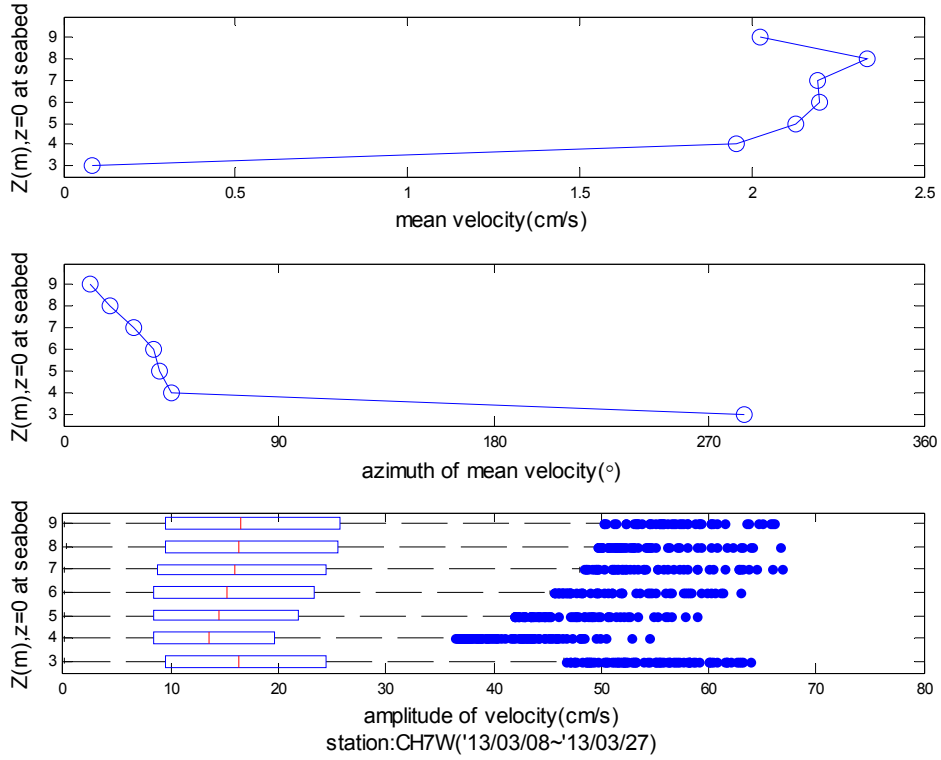 9
8
7
6
5
4
3
Z(m),z=0 at seabed
0 0.5 1 1.5 2 2.5
mean velocity(cm/s)
9
8
7
6
5
4
3
Z(m),z=0 at seabed
0 90 180 270 360
azimuth of mean velocity(°)
9
8
7
6
5
4
3
Z(m),z=0 at seabed
0 10 20 30 40 50 60 70 80
amplitude of velocity(cm/s)
station:CH7W('13/03/08~'13/03/27)